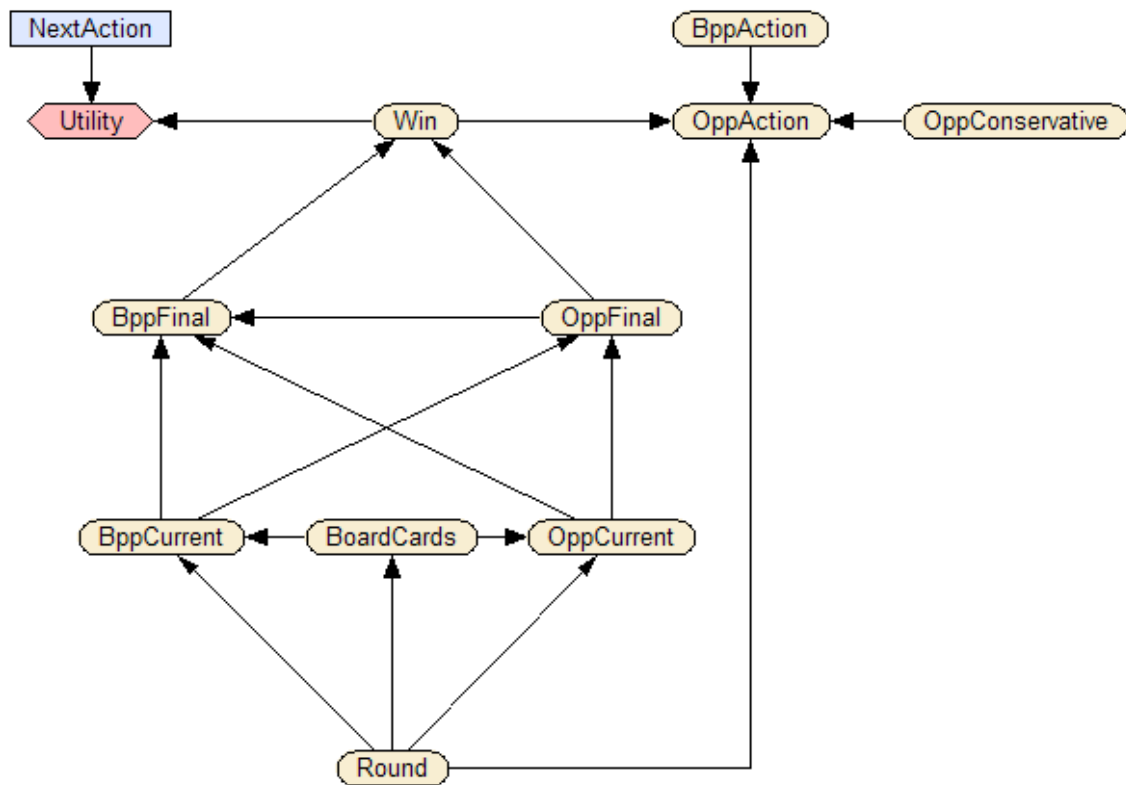 NextAction
BppAction
Utility
Win
OppAction
OppConservative
BppFinal
OppFinal
BppCurrent
BoardCards
OppCurrent
Round